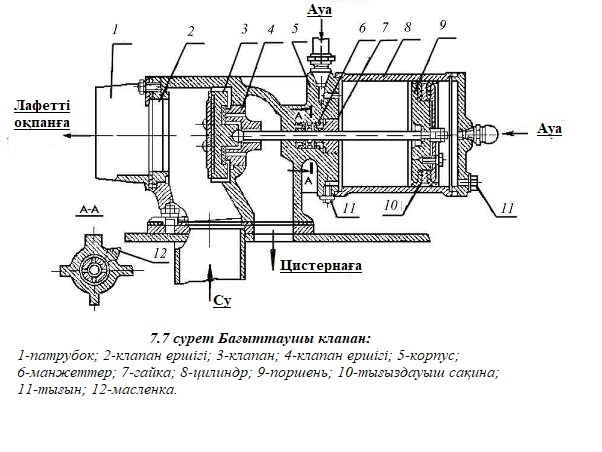 Ауа
1 2 3 4 5 6 7 8 9
Лафетті
оқпанға
Ауа
А
А
10
11
11
А-А
12
Су
Цистернаға
7.7 сурет Бағыттаушы клапан:
1-патрубок; 2-клапан ершігі; 3-клапан; 4-клапан ершігі; 5-корпус;
6-манжеттер; 7-гайка; 8-цилиндр; 9-поршень; 10-тығыздауыш сақина;
11-тығын; 12-масленка.